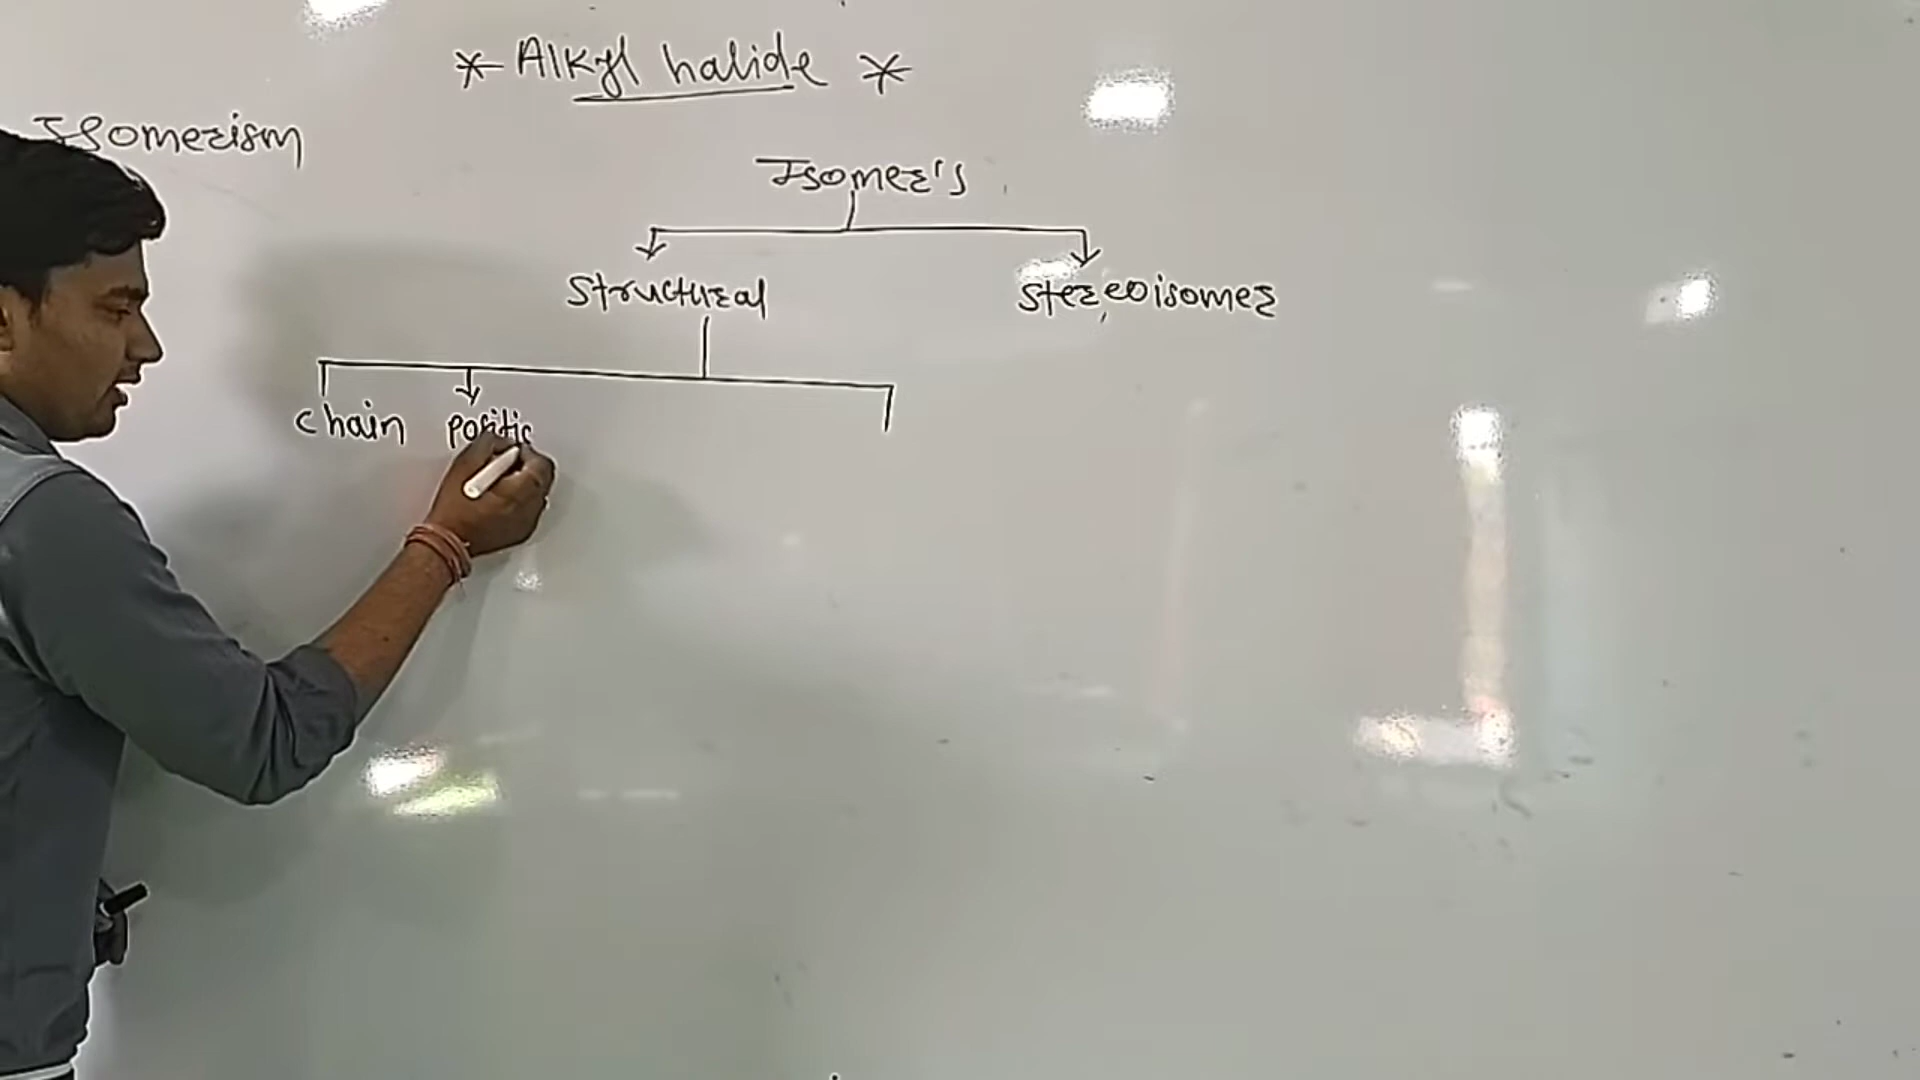 * Alkyl halide *
Isomerism
Isomer's
Structural stereoisomer
chain positio